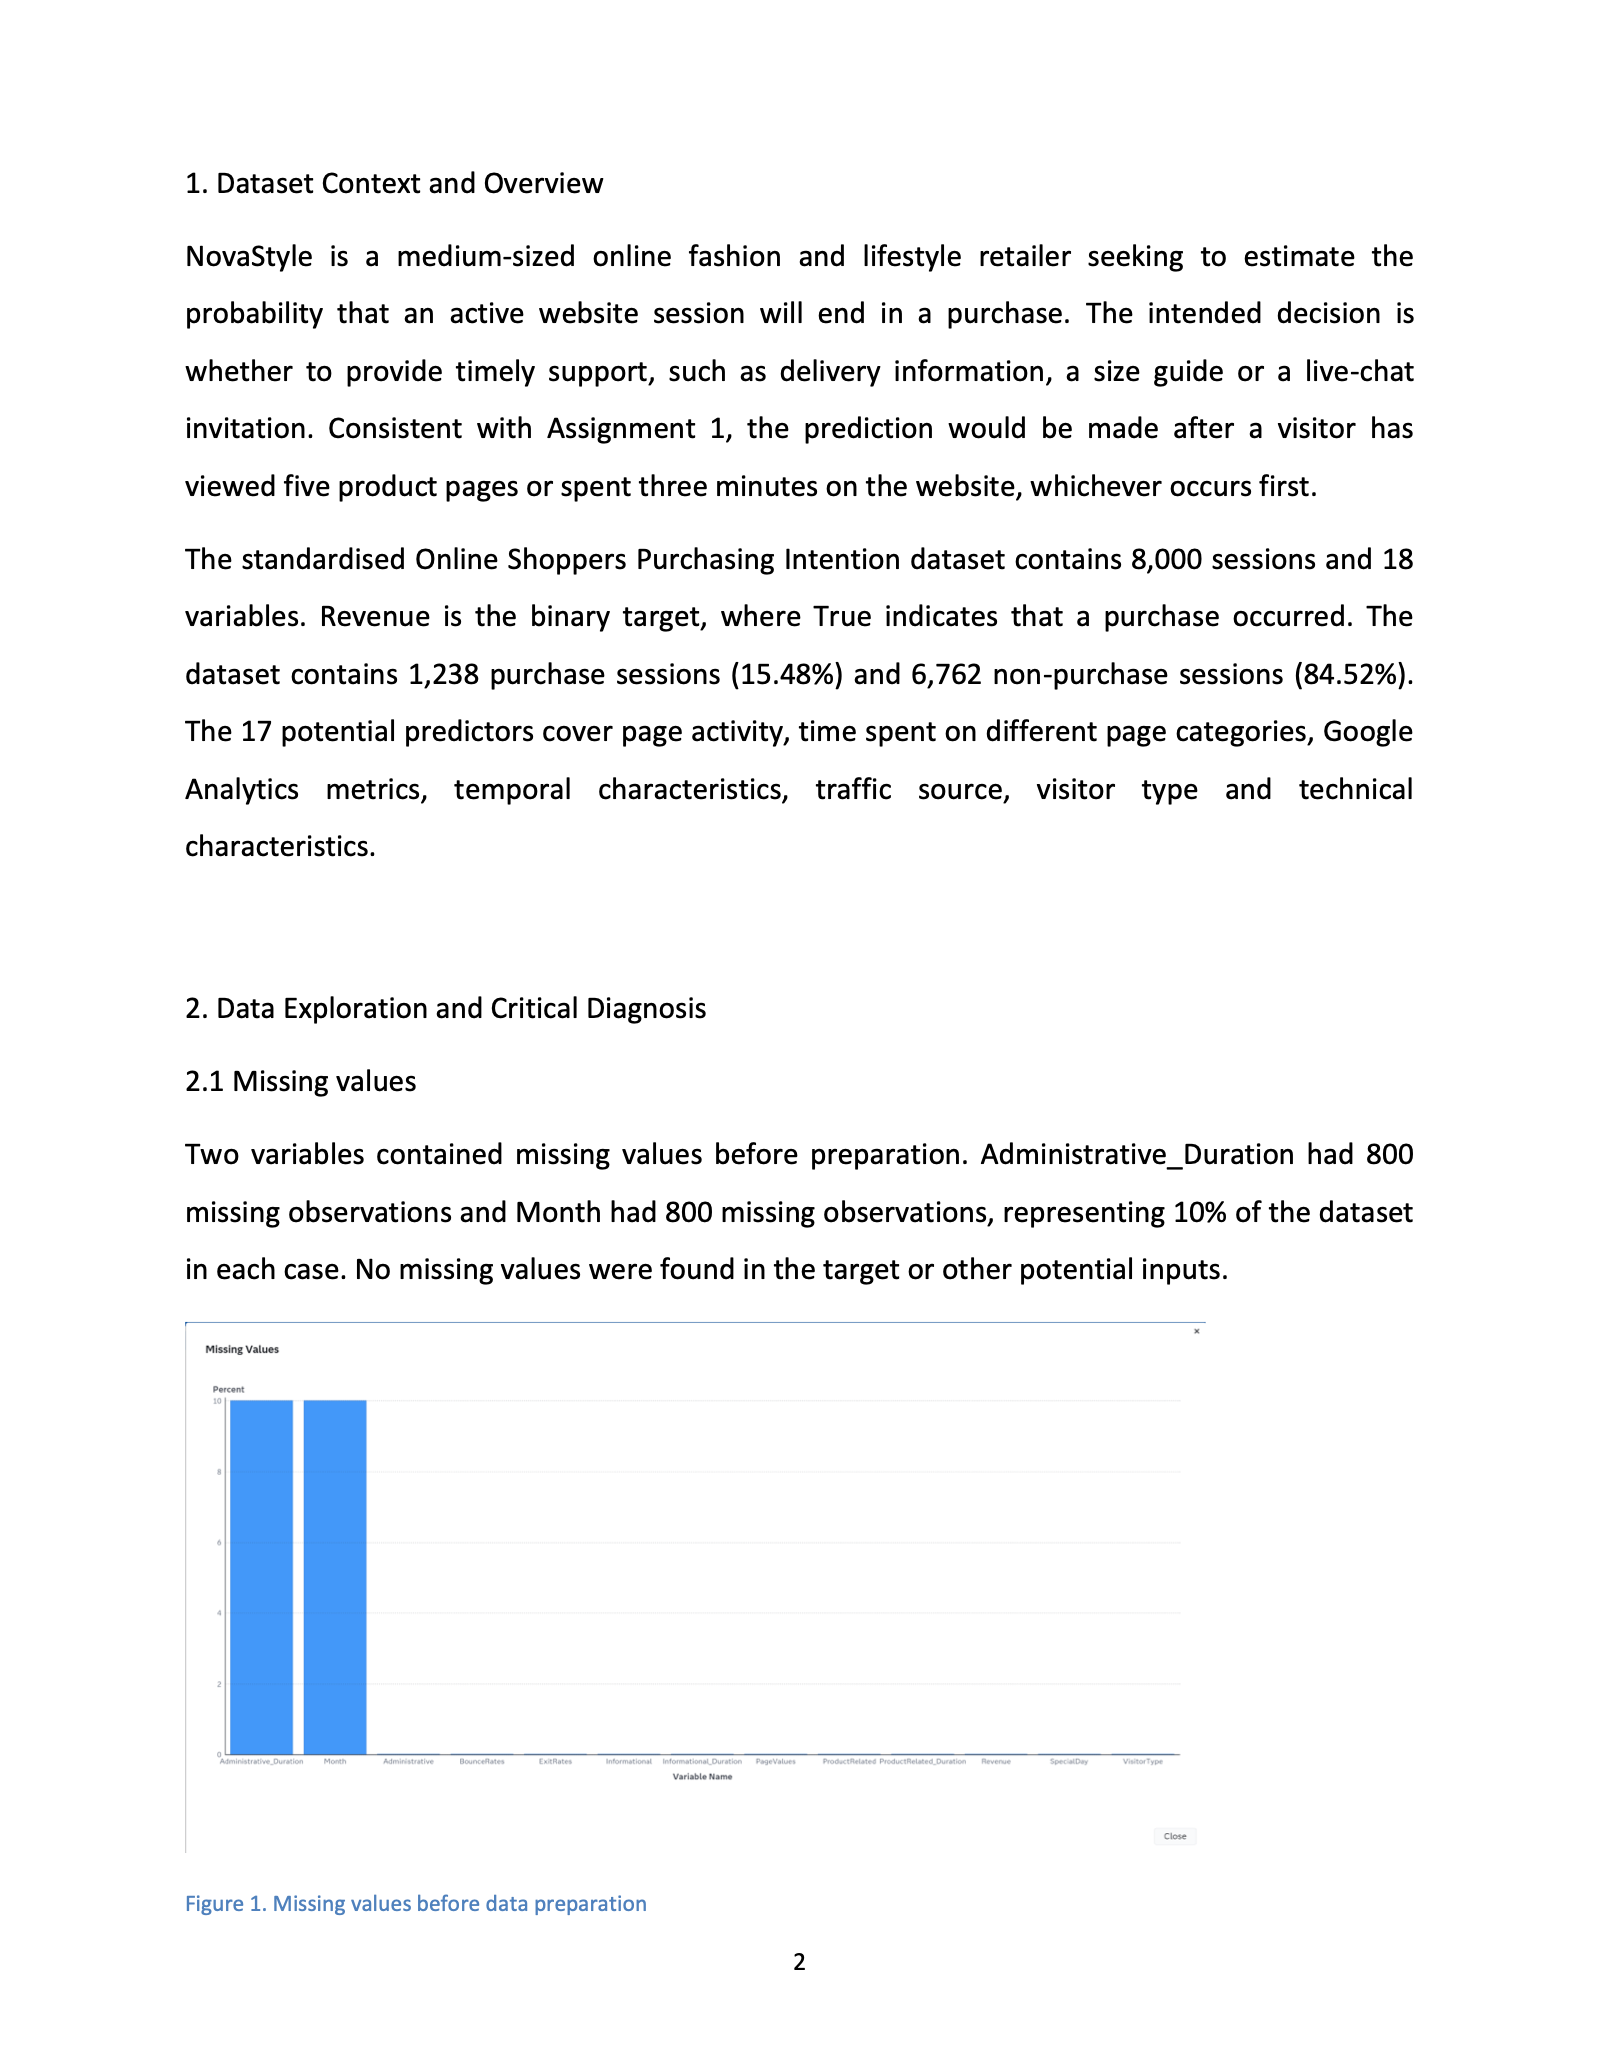 1. Dataset Context and Overview
NovaStyle is a medium-sized online fashion and lifestyle retailer seeking to estimate the
probability that an active website session will end in a purchase. The intended decision is
whether to provide timely support, such as delivery information, a size guide or a live-chat
invitation. Consistent with Assignment 1, the prediction would be made after a visitor has
viewed five product pages or spent three minutes on the website, whichever occurs first.
The standardised Online Shoppers Purchasing Intention dataset contains 8,000 sessions and 18
variables. Revenue is the binary target, where True indicates that a purchase occurred. The
dataset contains 1,238 purchase sessions (15.48%) and 6,762 non-purchase sessions (84.52%).
The 17 potential predictors cover page activity, time spent on different page categories, Google
Analytics metrics, temporal characteristics, traffic source, visitor type and technical
characteristics.
2. Data Exploration and Critical Diagnosis
2.1 Missing values
Two variables contained missing values before preparation. Administrative_Duration had 800
missing observations and Month had 800 missing observations, representing 10% of the dataset
in each case. No missing values were found in the target or other potential inputs.
×
Missing Values
Percent
10
8
6
4
2
0
Administrative_Duration Month Administrative BounceRates ExitRates Informational Informational_Duration PageValues ProductRelated ProductRelated_Duration Revenue SpecialDay VisitorType
Variable Name
Close
Figure 1. Missing values before data preparation
2